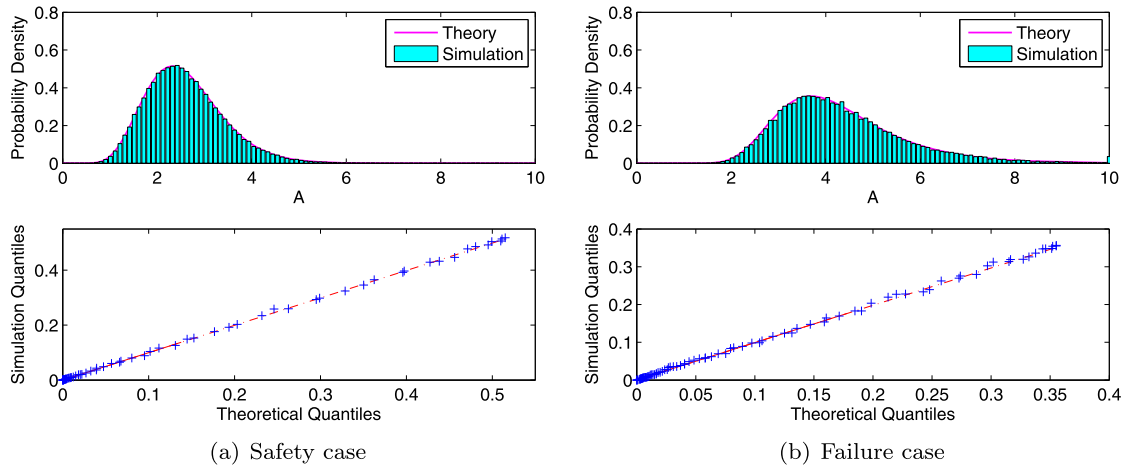 0.8
0.6
0.4
0.2
0
Probability Density
0 2 4 6 8 10
A
Theory
Simulation
0.8
0.6
0.4
0.2
0
Probability Density
0 2 4 6 8 10
A
Theory
Simulation
0.4
0.2
0
Simulation Quantiles
0 0.1 0.2 0.3 0.4 0.5
Theoretical Quantiles
0.4
0.3
0.2
0.1
0
Simulation Quantiles
0 0.05 0.1 0.15 0.2 0.25 0.3 0.35 0.4
Theoretical Quantiles
(a) Safety case
(b) Failure case